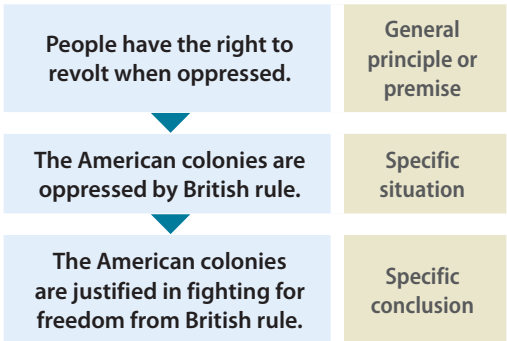 People have the right to
revolt when oppressed.
General
principle or
premise
The American colonies are
oppressed by British rule.
Specific
situation
The American colonies
are justified in fighting for
freedom from British rule.
Specific
conclusion